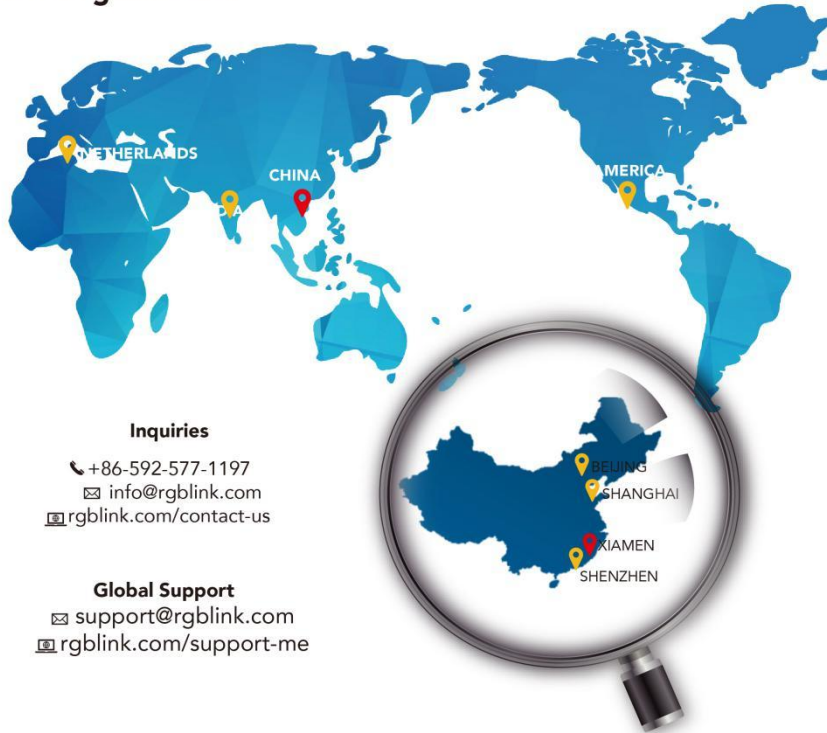 NETHERLANDS
CHINA
AMERICA
Inquiries
+86-592-577-1197
info@rgblink.com
rgblink.com/contact-us
Global Support
support@rgblink.com
rgblink.com/support-me
BEIJING
SHANGHAI
XIAMEN
SHENZHEN